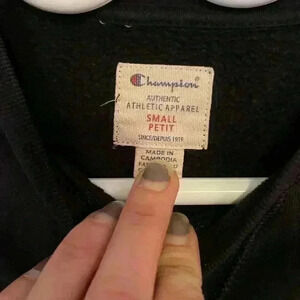 Champion
AUTHENTIC
ATHLETIC APPAREL
SMALL
PETIT
SINCE/DEPUIS 1919
MADE IN
CAMBODIA